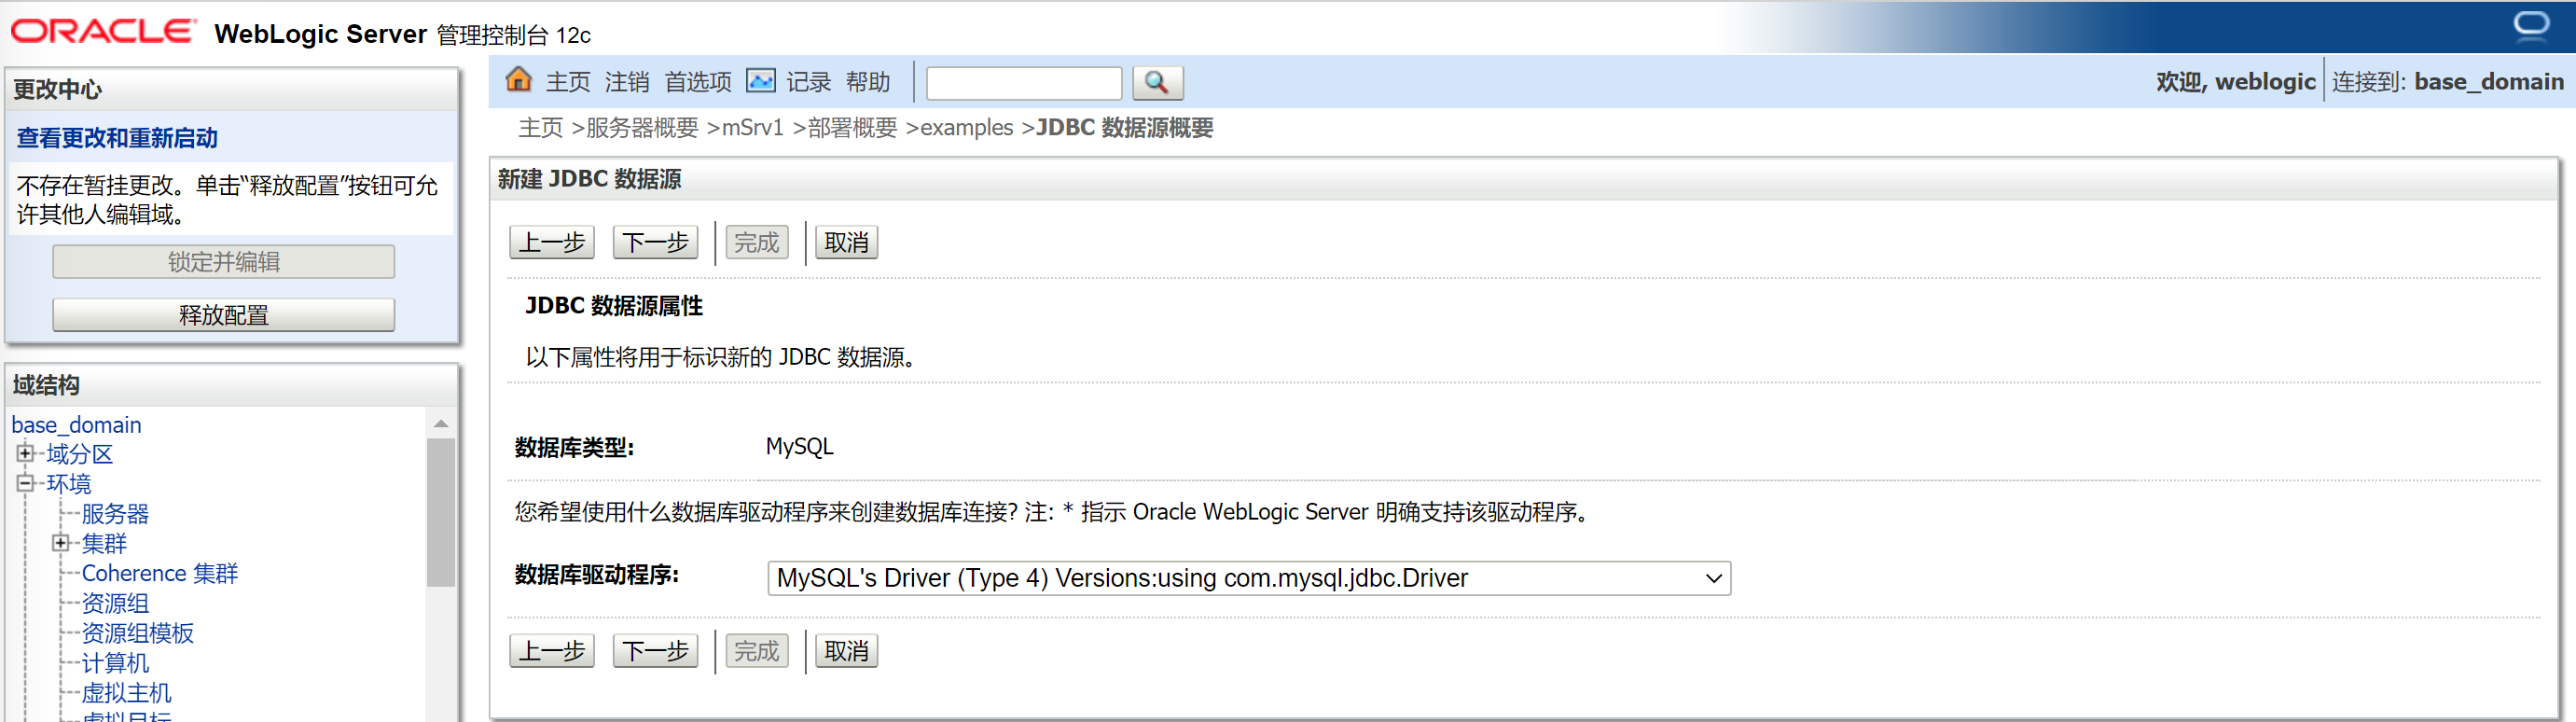 ORACLE WebLogic Server 管理控制台 12c
更改中心
查看更改和重新启动
不存在暂挂更改。单击“释放配置”按钮可允
许其他人编辑域。
锁定并编辑
释放配置
域结构
base_domain
域分区
环境
服务器
集群
Coherence 集群
资源组
资源组模板
计算机
虚拟主机
虚拟目标
主页 注销 首选项 记录 帮助
欢迎, weblogic 连接到: base_domain
主页 >服务器概要 >mSrv1 >部署概要 >examples >JDBC 数据源概要
新建 JDBC 数据源
上一步 下一步 完成 取消
JDBC 数据源属性
以下属性将用于标识新的 JDBC 数据源。
数据库类型: MySQL
您希望使用什么数据库驱动程序来创建数据库连接? 注: * 指示 Oracle WebLogic Server 明确支持该驱动程序。
数据库驱动程序: MySQL's Driver (Type 4) Versions:using com.mysql.jdbc.Driver
上一步 下一步 完成 取消